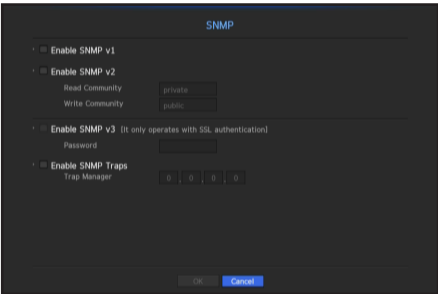 SNMP
Enable SNMP v1
Enable SNMP v2
Read Community private
Write Community public
Enable SNMP v3 (It only operates with SSL authentication)
Password
Enable SNMP Traps
Trap Manager 0 . 0 . 0 . 0
OK Cancel